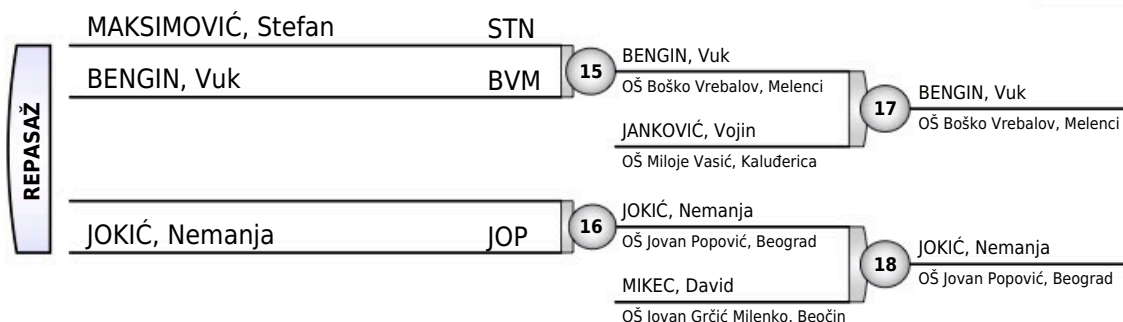 REPASAŽ
MAKSIMOVIĆ, Stefan STN
BENGIN, Vuk BVM
JOKIĆ, Nemanja JOP
15
BENGIN, Vuk
OŠ Boško Vrebalov, Melenci
JANKOVIĆ, Vojin
OŠ Miloje Vasić, Kaluđerica
16
JOKIĆ, Nemanja
OŠ Jovan Popović, Beograd
MIKEC, David
OŠ Jovan Grčić Milenko, Beočin
17
BENGIN, Vuk
OŠ Boško Vrebalov, Melenci
18
JOKIĆ, Nemanja
OŠ Jovan Popović, Beograd